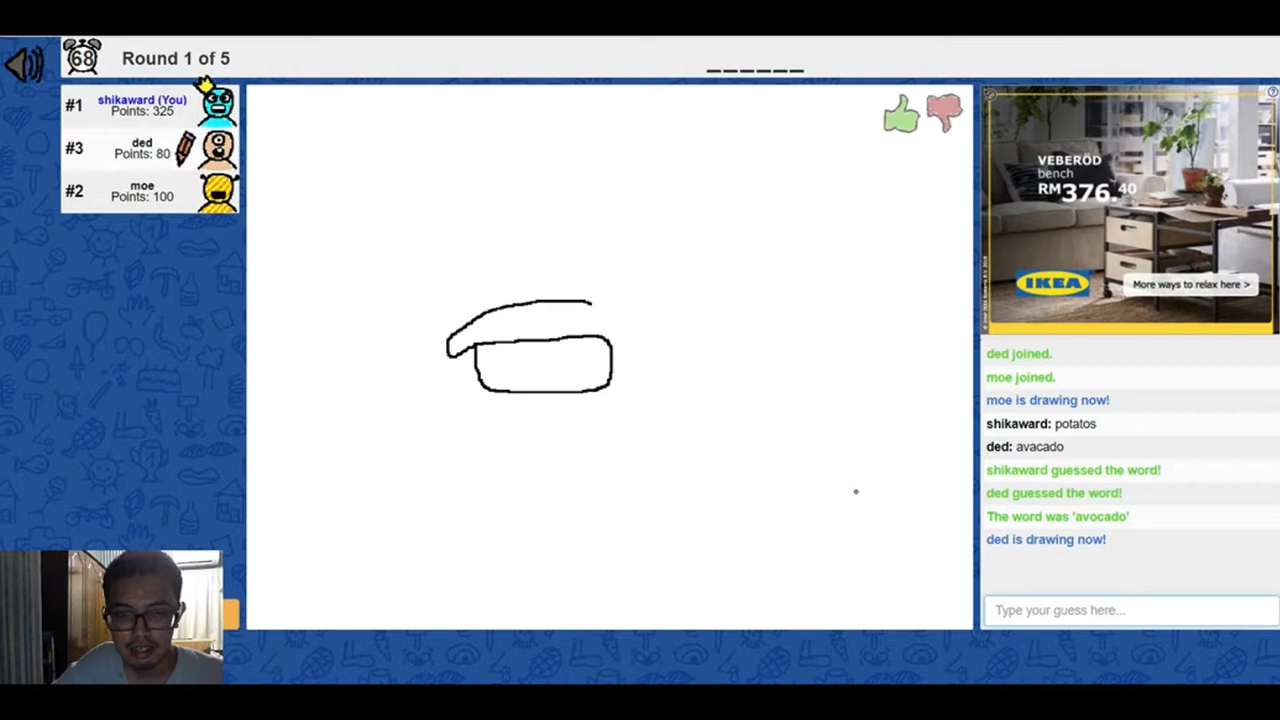 68
Round 1 of 5
______
#1
shikaward (You)
Points: 325
#3
ded
Points: 80
#2
moe
Points: 100
VEBERÖD
bench
RM376.40
IKEA
More ways to relax here >
ded joined.
moe joined.
moe is drawing now!
shikaward: potatos
ded: avacado
shikaward guessed the word!
ded guessed the word!
The word was 'avocado'
ded is drawing now!
Type your guess here...